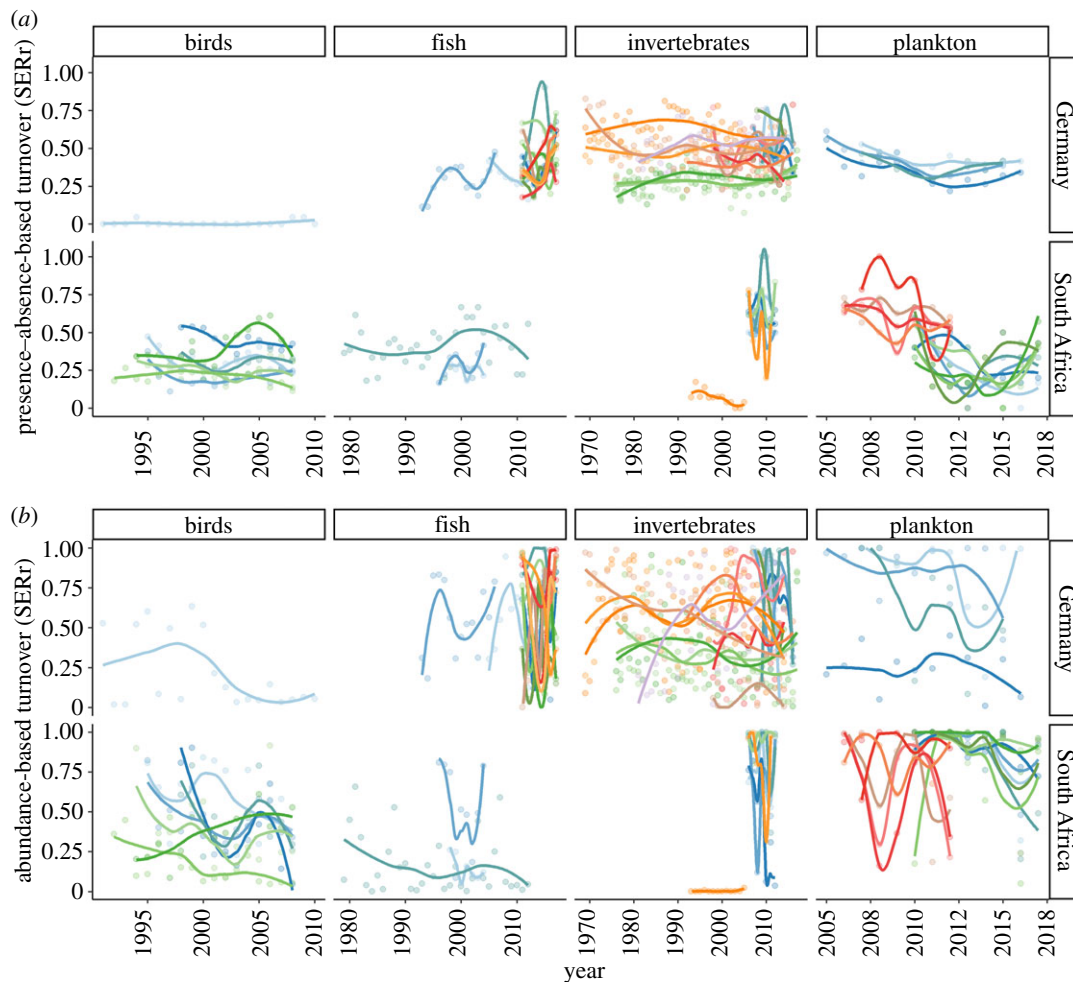 (a)
birds fish invertebrates plankton
presence–absence-based turnover (SERr)
1.00
0.75
0.50
0.25
0
Germany
1.00
0.75
0.50
0.25
0
South Africa
1995 2000 2005 2010 1980 1990 2000 2010 1970 1980 1990 2000 2010 2005 2008 2010 2012 2015 2018
(b)
birds fish invertebrates plankton
abundance-based turnover (SERr)
1.00
0.75
0.50
0.25
0
Germany
1.00
0.75
0.50
0.25
0
South Africa
1995 2000 2005 2010 1980 1990 2000 2010 1970 1980 1990 2000 2010 2005 2008 2010 2012 2015 2018
year